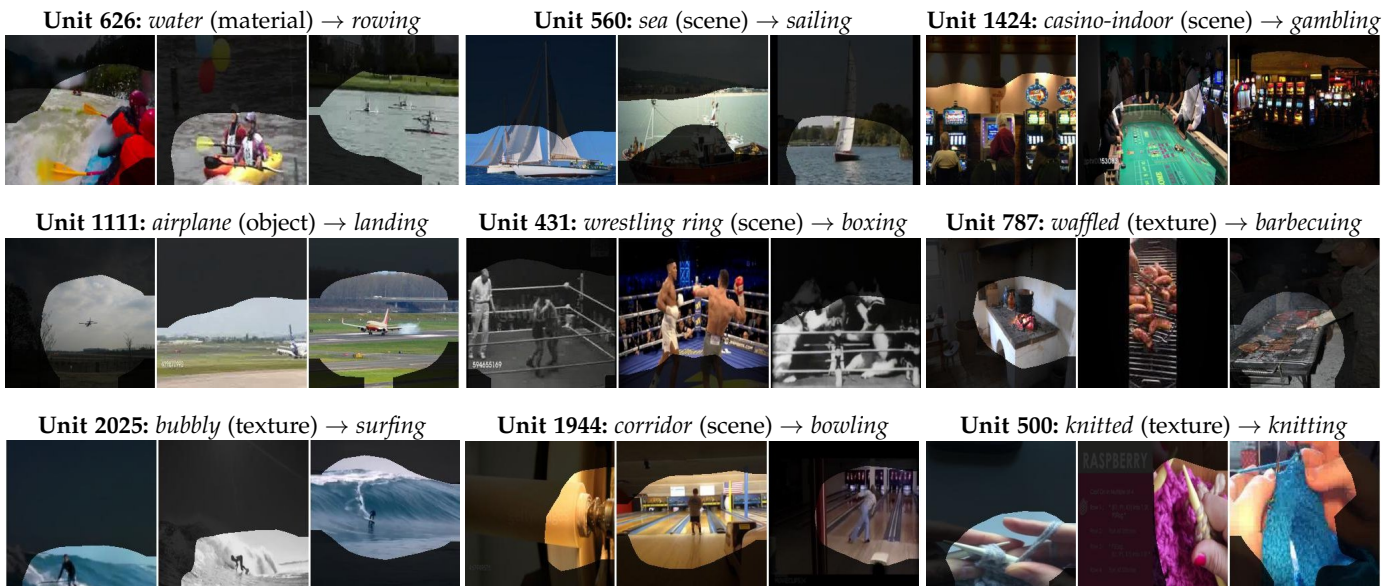 Unit 626: water (material) → rowing
Unit 560: sea (scene) → sailing
Unit 1424: casino-indoor (scene) → gambling
Unit 1111: airplane (object) → landing
Unit 431: wrestling ring (scene) → boxing
Unit 787: waffled (texture) → barbecuing
594655169
Unit 2025: bubbly (texture) → surfing
Unit 1944: corridor (scene) → bowling
Unit 500: knitted (texture) → knitting
RASPBERRY